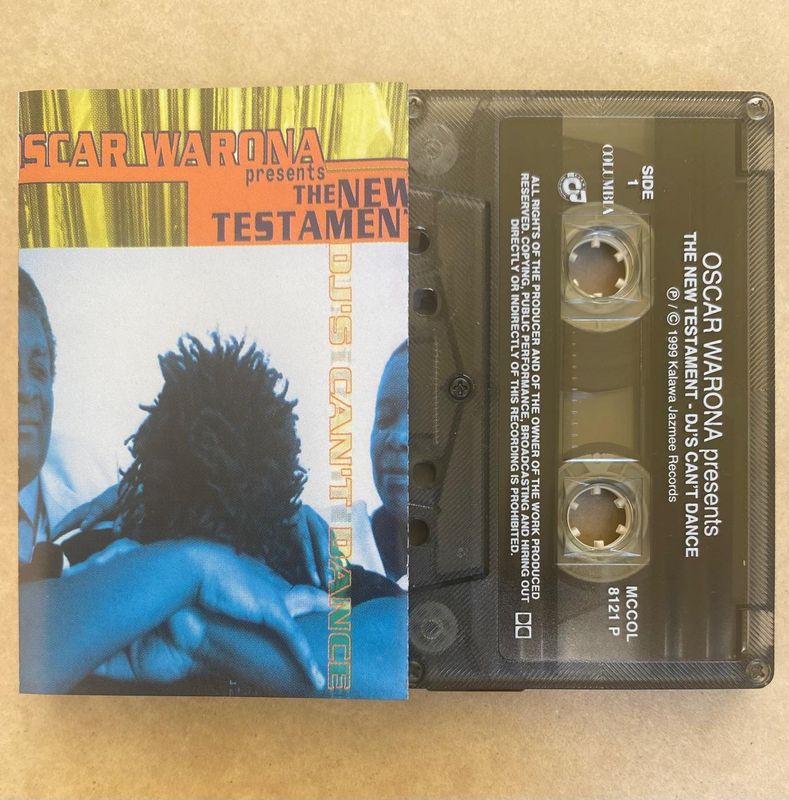 OSCAR WARONA
presents
THE NEW
TESTAMENT
DJ'S CAN'T DANCE
OSCAR WARONA presents
THE NEW TESTAMENT - DJ'S CAN'T DANCE
℗ / © 1999 Kalawa Jazmee Records
SIDE
1
COLUMBIA
MCCOL
8121 P
ALL RIGHTS OF THE PRODUCER AND OF THE OWNER OF THE WORK PRODUCED
RESERVED. COPYING, PUBLIC PERFORMANCE, BROADCASTING AND HIRING OUT
DIRECTLY OR INDIRECTLY OF THIS RECORDING IS PROHIBITED.